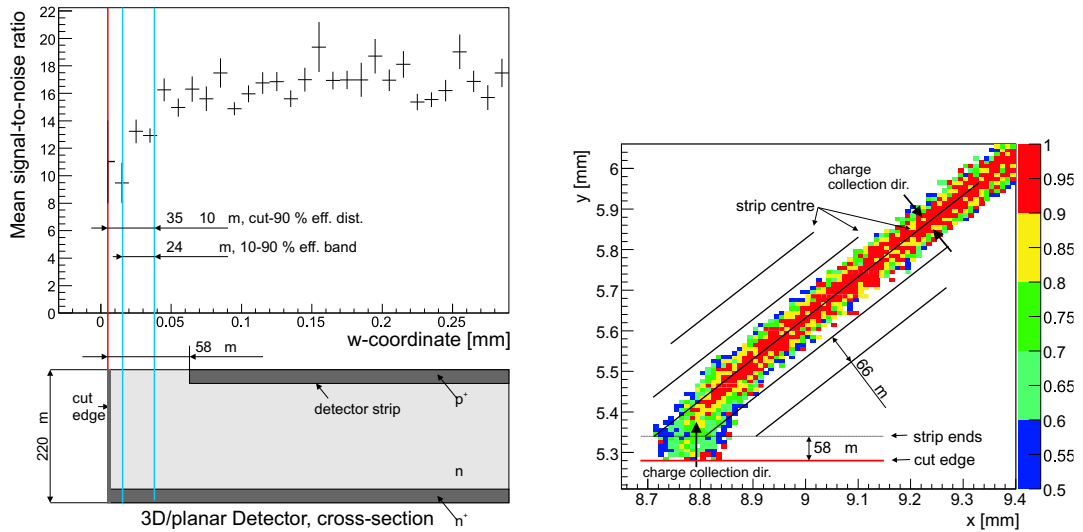 22
20
18
16
14
12
10
8
6
4
2
0
Mean signal-to-noise ratio
35 10 m, cut-90 % eff. dist.
24 m, 10-90 % eff. band
0 0.05 0.1 0.15 0.2 0.25
w-coordinate [mm]
58 m
cut edge
220 m
detector strip
p+
n
n+
3D/planar Detector, cross-section
y [mm]
6
5.9
5.8
5.7
5.6
5.5
5.4
5.3
charge
collection dir.
strip centre
66 m
58 m
strip ends
cut edge
charge collection dir.
8.7 8.8 8.9 9 9.1 9.2 9.3 9.4
x [mm]
1
0.95
0.9
0.85
0.8
0.75
0.7
0.65
0.6
0.55
0.5